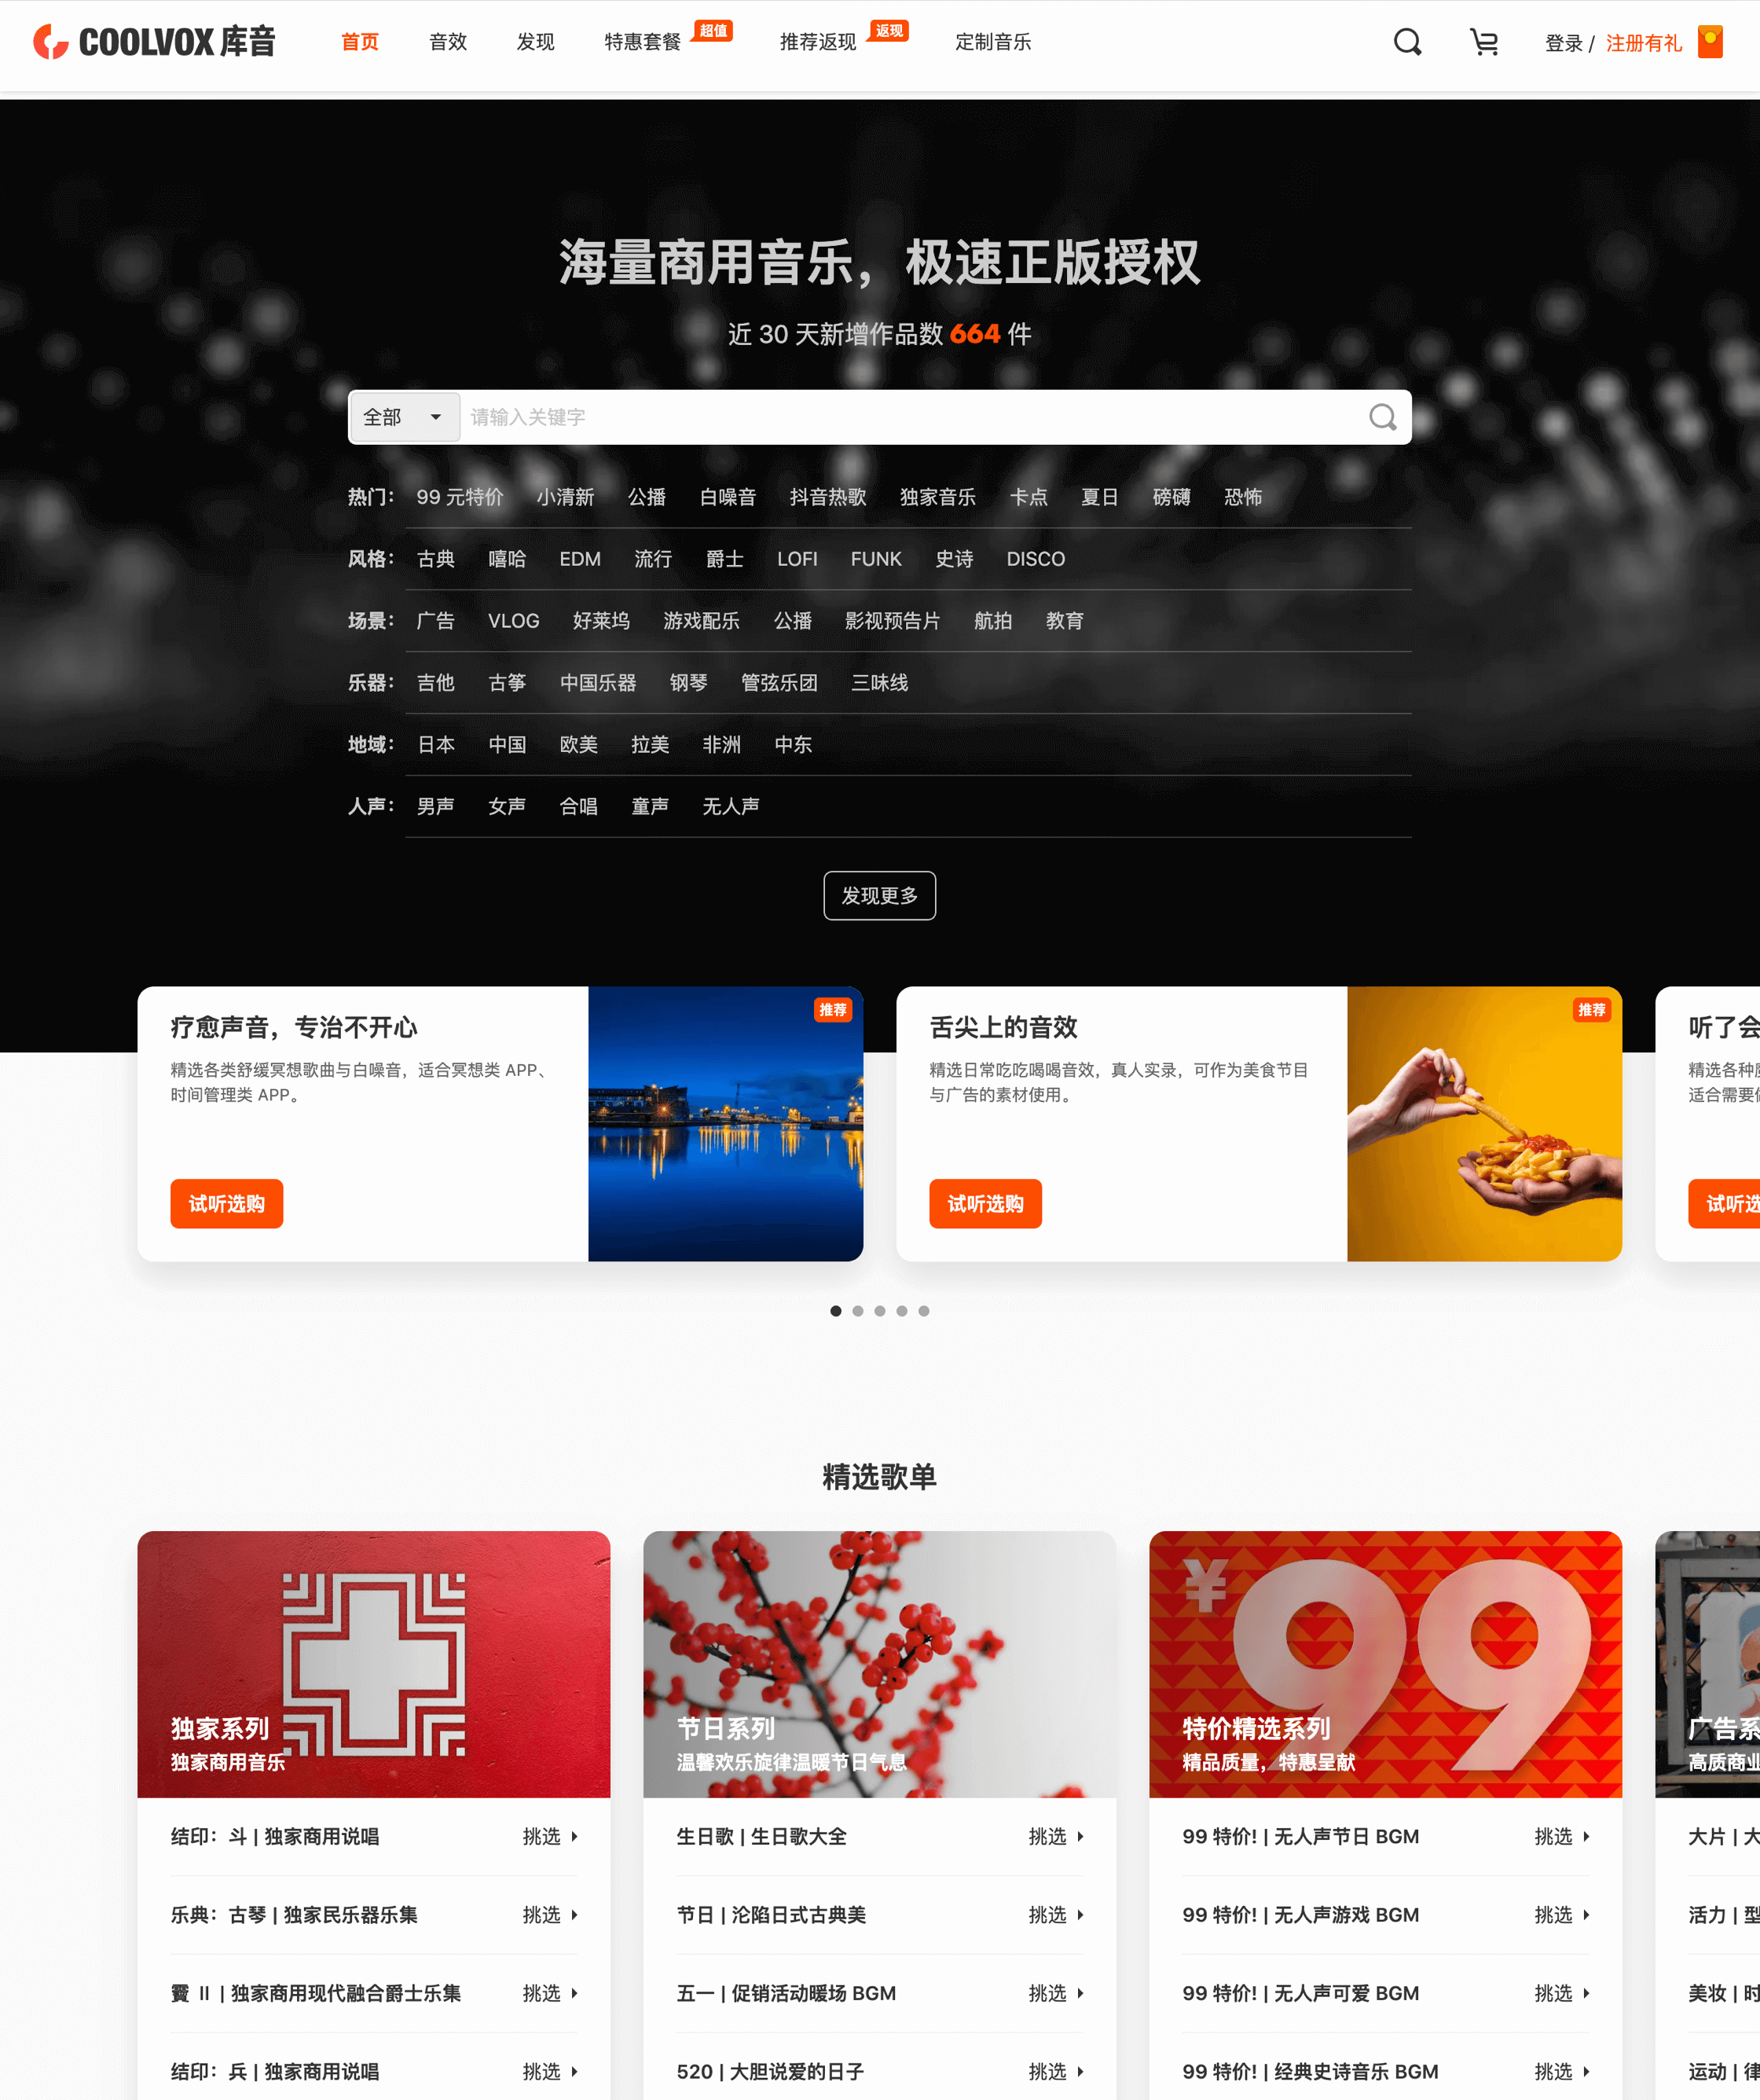 COOLVOX 库音
首页
音效
发现
特惠套餐
超值
推荐返现
返现
定制音乐
登录 / 注册有礼
海量商用音乐，极速正版授权
近 30 天新增作品数 664 件
全部
请输入关键字
热门： 99 元特价 小清新 公播 白噪音 抖音热歌 独家音乐 卡点 夏日 磅礴 恐怖
风格： 古典 嘻哈 EDM 流行 爵士 LOFI FUNK 史诗 DISCO
场景： 广告 VLOG 好莱坞 游戏配乐 公播 影视预告片 航拍 教育
乐器： 吉他 古筝 中国乐器 钢琴 管弦乐团 三味线
地域： 日本 中国 欧美 拉美 非洲 中东
人声： 男声 女声 合唱 童声 无人声
发现更多
疗愈声音，专治不开心
精选各类舒缓冥想歌曲与白噪音，适合冥想类 APP、
时间管理类 APP。
试听选购
推荐
舌尖上的音效
精选日常吃吃喝喝音效，真人实录，可作为美食节目
与广告的素材使用。
试听选购
推荐
听了会
精选各种
适合需要
试听选
精选歌单
独家系列
独家商用音乐
结印：斗 | 独家商用说唱 挑选
乐典：古琴 | 独家民乐器乐集 挑选
II | 独家商用现代融合爵士乐集 挑选
结印：兵 | 独家商用说唱 挑选
节日系列
温馨欢乐旋律温暖节日气息
生日歌 | 生日歌大全 挑选
节日 | 沦陷日式古典美 挑选
五一 | 促销活动暖场 BGM 挑选
520 | 大胆说爱的日子 挑选
¥99
特价精选系列
精品质量，特惠呈献
99 特价! | 无人声节日 BGM 挑选
99 特价! | 无人声游戏 BGM 挑选
99 特价! | 无人声可爱 BGM 挑选
99 特价! | 经典史诗音乐 BGM 挑选
广告系
高质商业
大片 | 大
活力 | 型
美妆 | 时
运动 | 律